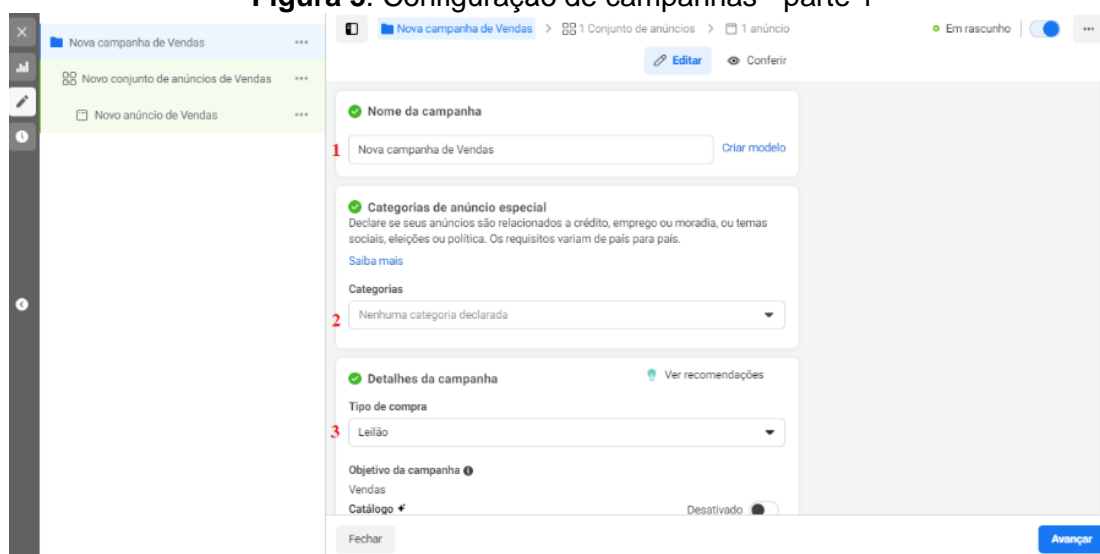 Figura 5: Configuração de campanhas - parte 1
Nova campanha de Vendas
Novo conjunto de anúncios de Vendas
Novo anúncio de Vendas
Nova campanha de Vendas > 1 Conjunto de anúncios > 1 anúncio
Em rascunho
Editar
Conferir
Nome da campanha
1
Nova campanha de Vendas
Criar modelo
Categorias de anúncio especial
Declare se seus anúncios são relacionados a crédito, emprego ou moradia, ou temas
sociais, eleições ou política. Os requisitos variam de país para país.
Saiba mais
Categorias
2
Nenhuma categoria declarada
Detalhes da campanha
Ver recomendações
Tipo de compra
3
Leilão
Objetivo da campanha
Vendas
Catálogo
Desativado
Fechar
Avançar